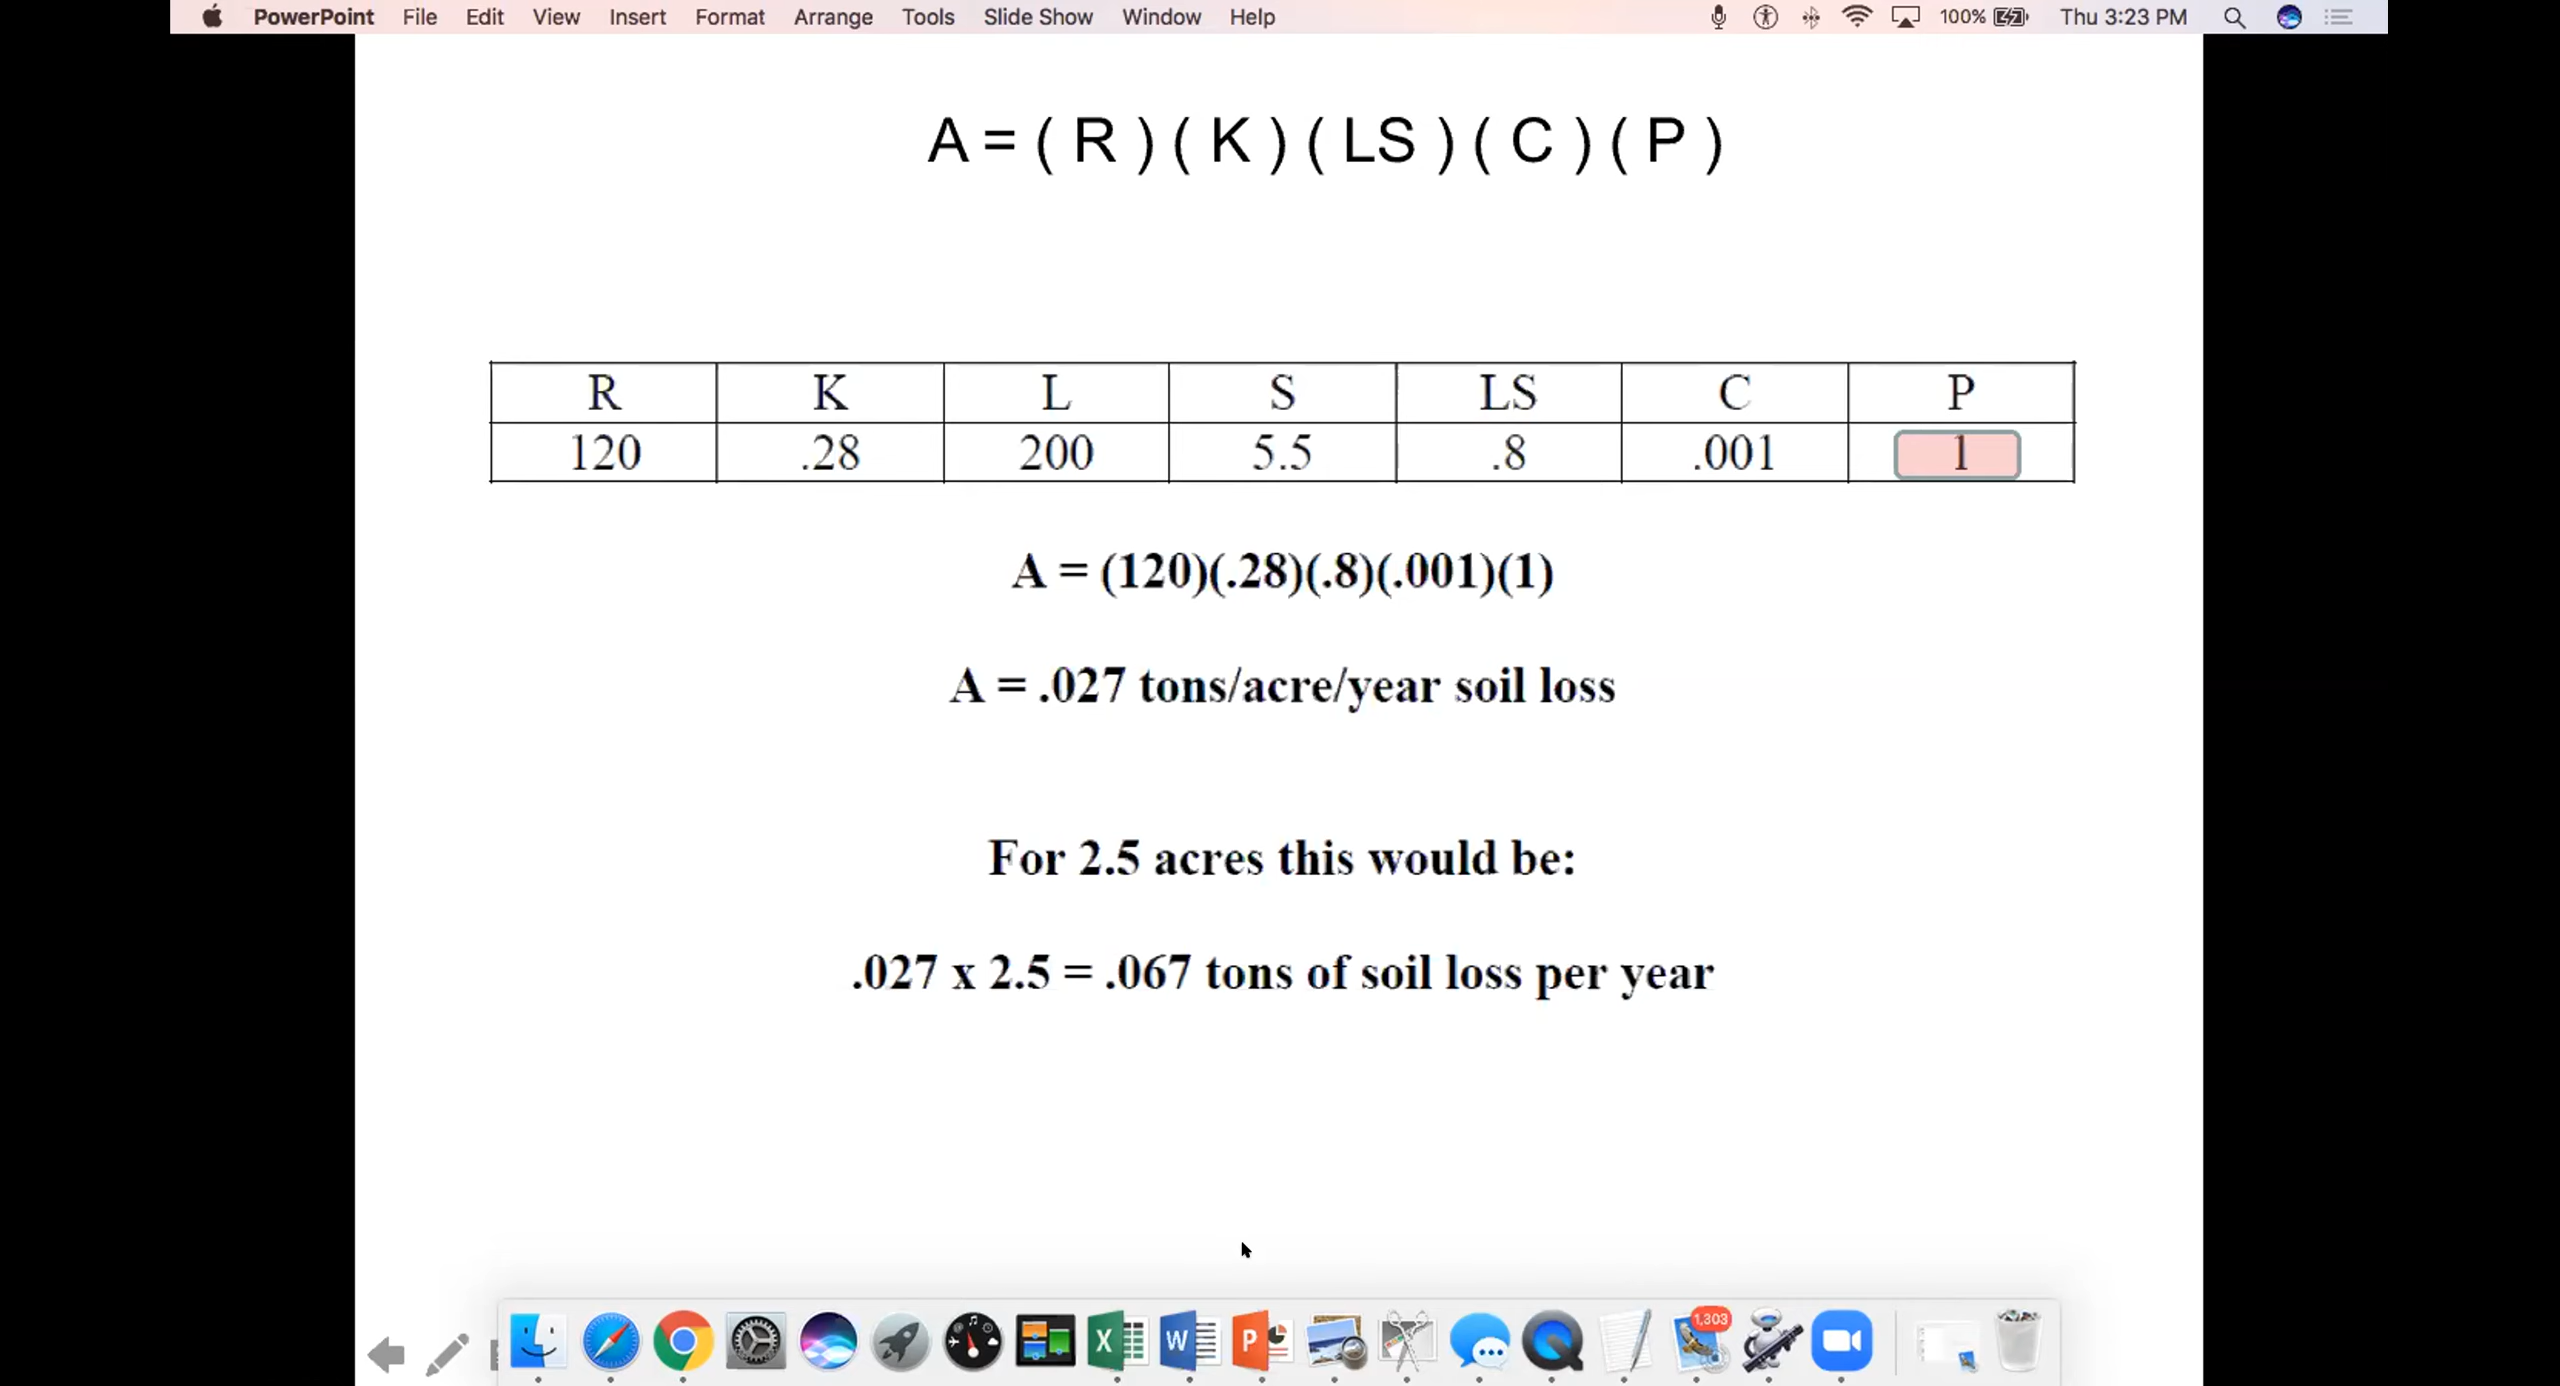 PowerPoint File Edit View Insert Format Arrange Tools Slide Show Window Help 100% Thu 3:23 PM
A = ( R ) ( K ) ( LS ) ( C ) ( P )
R K L S LS C P
120 .28 200 5.5 .8 .001 1
A = (120)(.28)(.8)(.001)(1)
A = .027 tons/acre/year soil loss
For 2.5 acres this would be:
.027 x 2.5 = .067 tons of soil loss per year
X W P 1,303